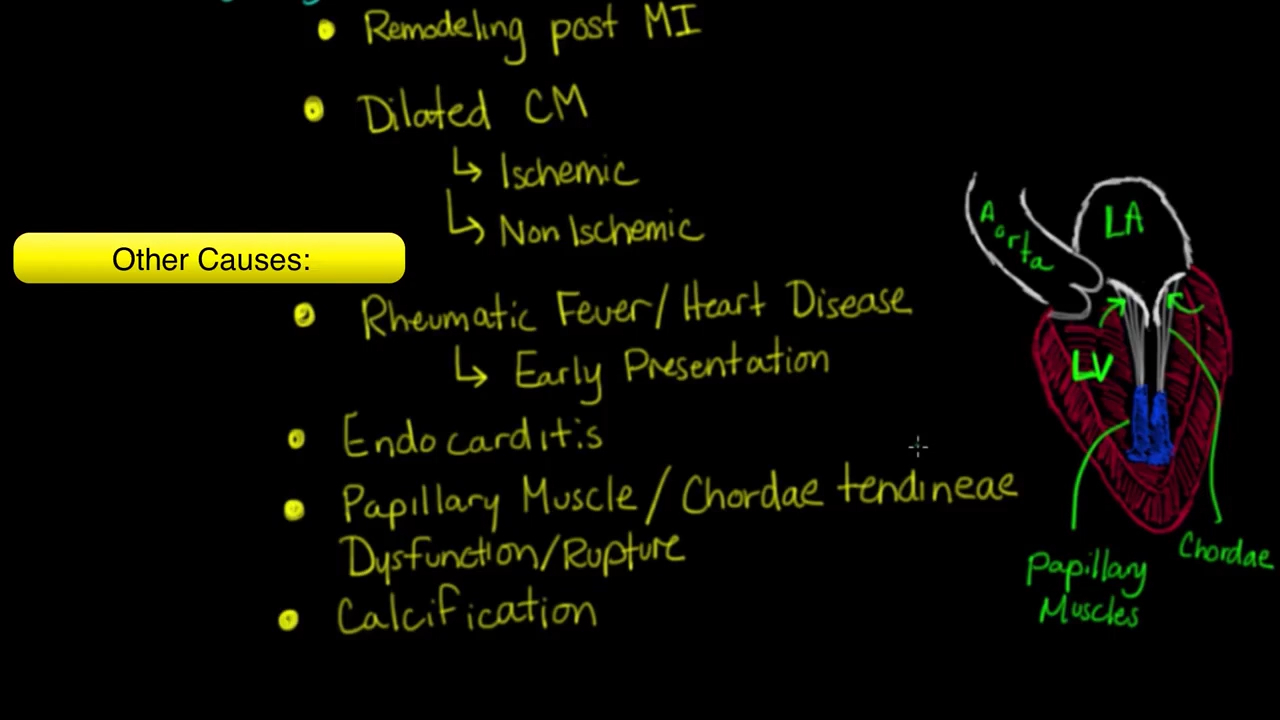 Remodeling post MI
Dilated CM
↳ Ischemic
↳ Non Ischemic
Other Causes:
Rheumatic Fever/Heart Disease
↳ Early Presentation
Endocarditis
Papillary Muscle/Chordae tendineae
Dysfunction/Rupture
Calcification
Aorta
LA
LV
Papillary
Muscles
Chordae